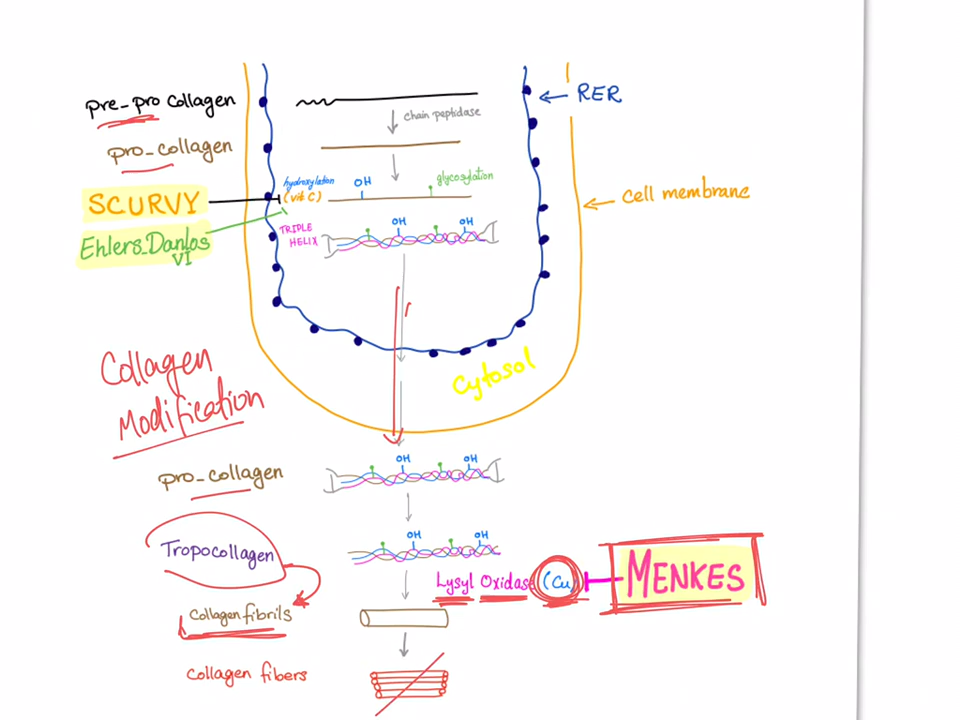 pre-pro collagen
chain peptidase
RER
pro-collagen
hydroxylation
(vit C)
OH
glycosylation
SCURVY
cell membrane
Ehlers-Danlos
VI
TRIPLE
HELIX
OH
OH
Collagen
Modification
Cytosol
pro-collagen
OH
OH
Tropocollagen
OH
OH
Lysyl Oxidase (Cu)
MENKES
Collagen fibrils
collagen fibers